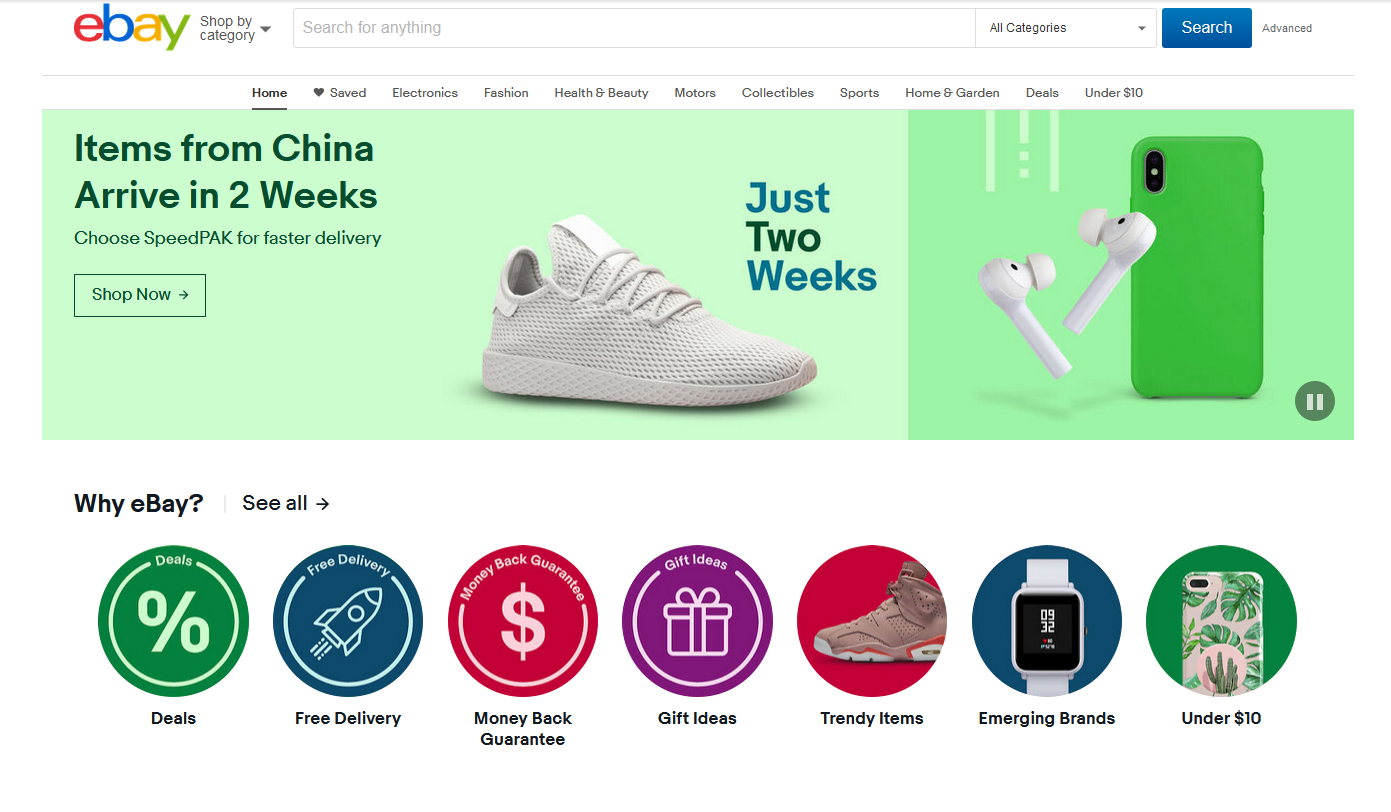 ebay
Shop by
category
Search for anything
All Categories
Search
Advanced
Home
Saved
Electronics
Fashion
Health & Beauty
Motors
Collectibles
Sports
Home & Garden
Deals
Under $10
Items from China
Arrive in 2 Weeks
Choose SpeedPAK for faster delivery
Shop Now →
Just
Two
Weeks
Why eBay?
See all →
Deals
%
Free Delivery
Money Back Guarantee
$
Gift Ideas
09
32
Deals
Free Delivery
Money Back
Guarantee
Gift Ideas
Trendy Items
Emerging Brands
Under $10